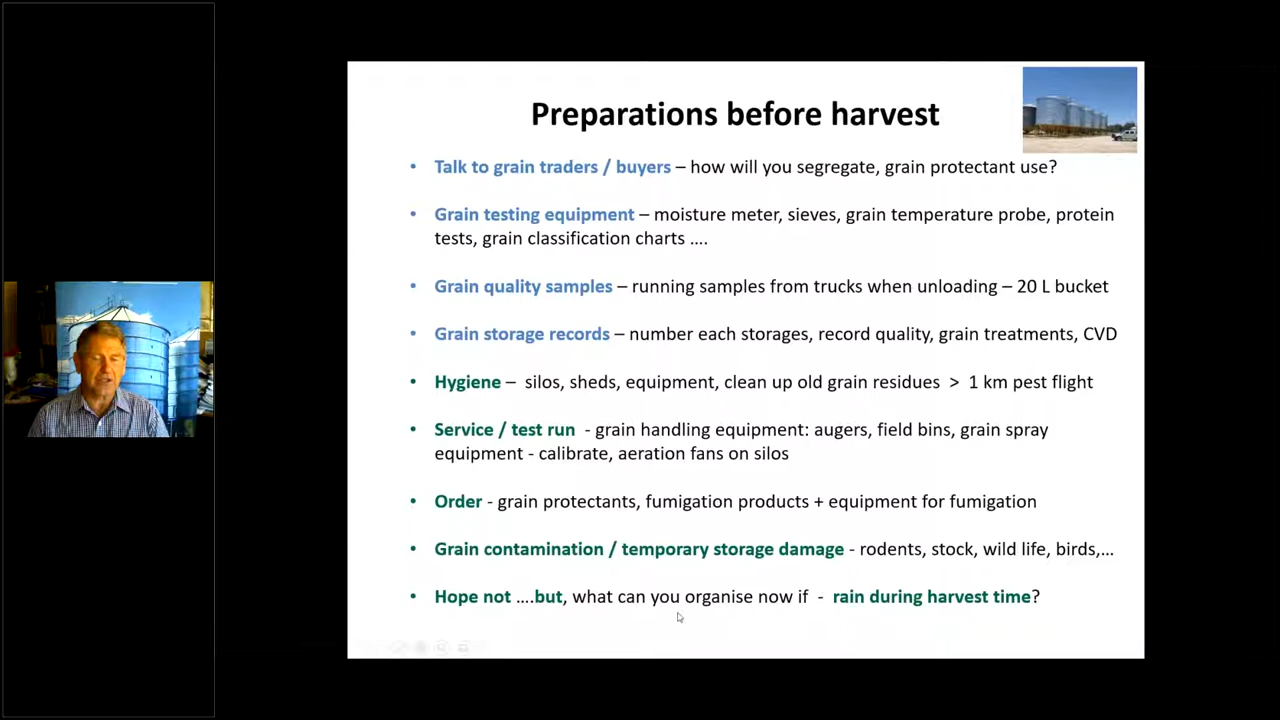 Preparations before harvest
• Talk to grain traders / buyers – how will you segregate, grain protectant use?
• Grain testing equipment – moisture meter, sieves, grain temperature probe, protein
tests, grain classification charts ....
• Grain quality samples – running samples from trucks when unloading – 20 L bucket
• Grain storage records – number each storages, record quality, grain treatments, CVD
• Hygiene – silos, sheds, equipment, clean up old grain residues > 1 km pest flight
• Service / test run - grain handling equipment: augers, field bins, grain spray
equipment - calibrate, aeration fans on silos
• Order - grain protectants, fumigation products + equipment for fumigation
• Grain contamination / temporary storage damage - rodents, stock, wild life, birds,...
• Hope not ....but, what can you organise now if - rain during harvest time?